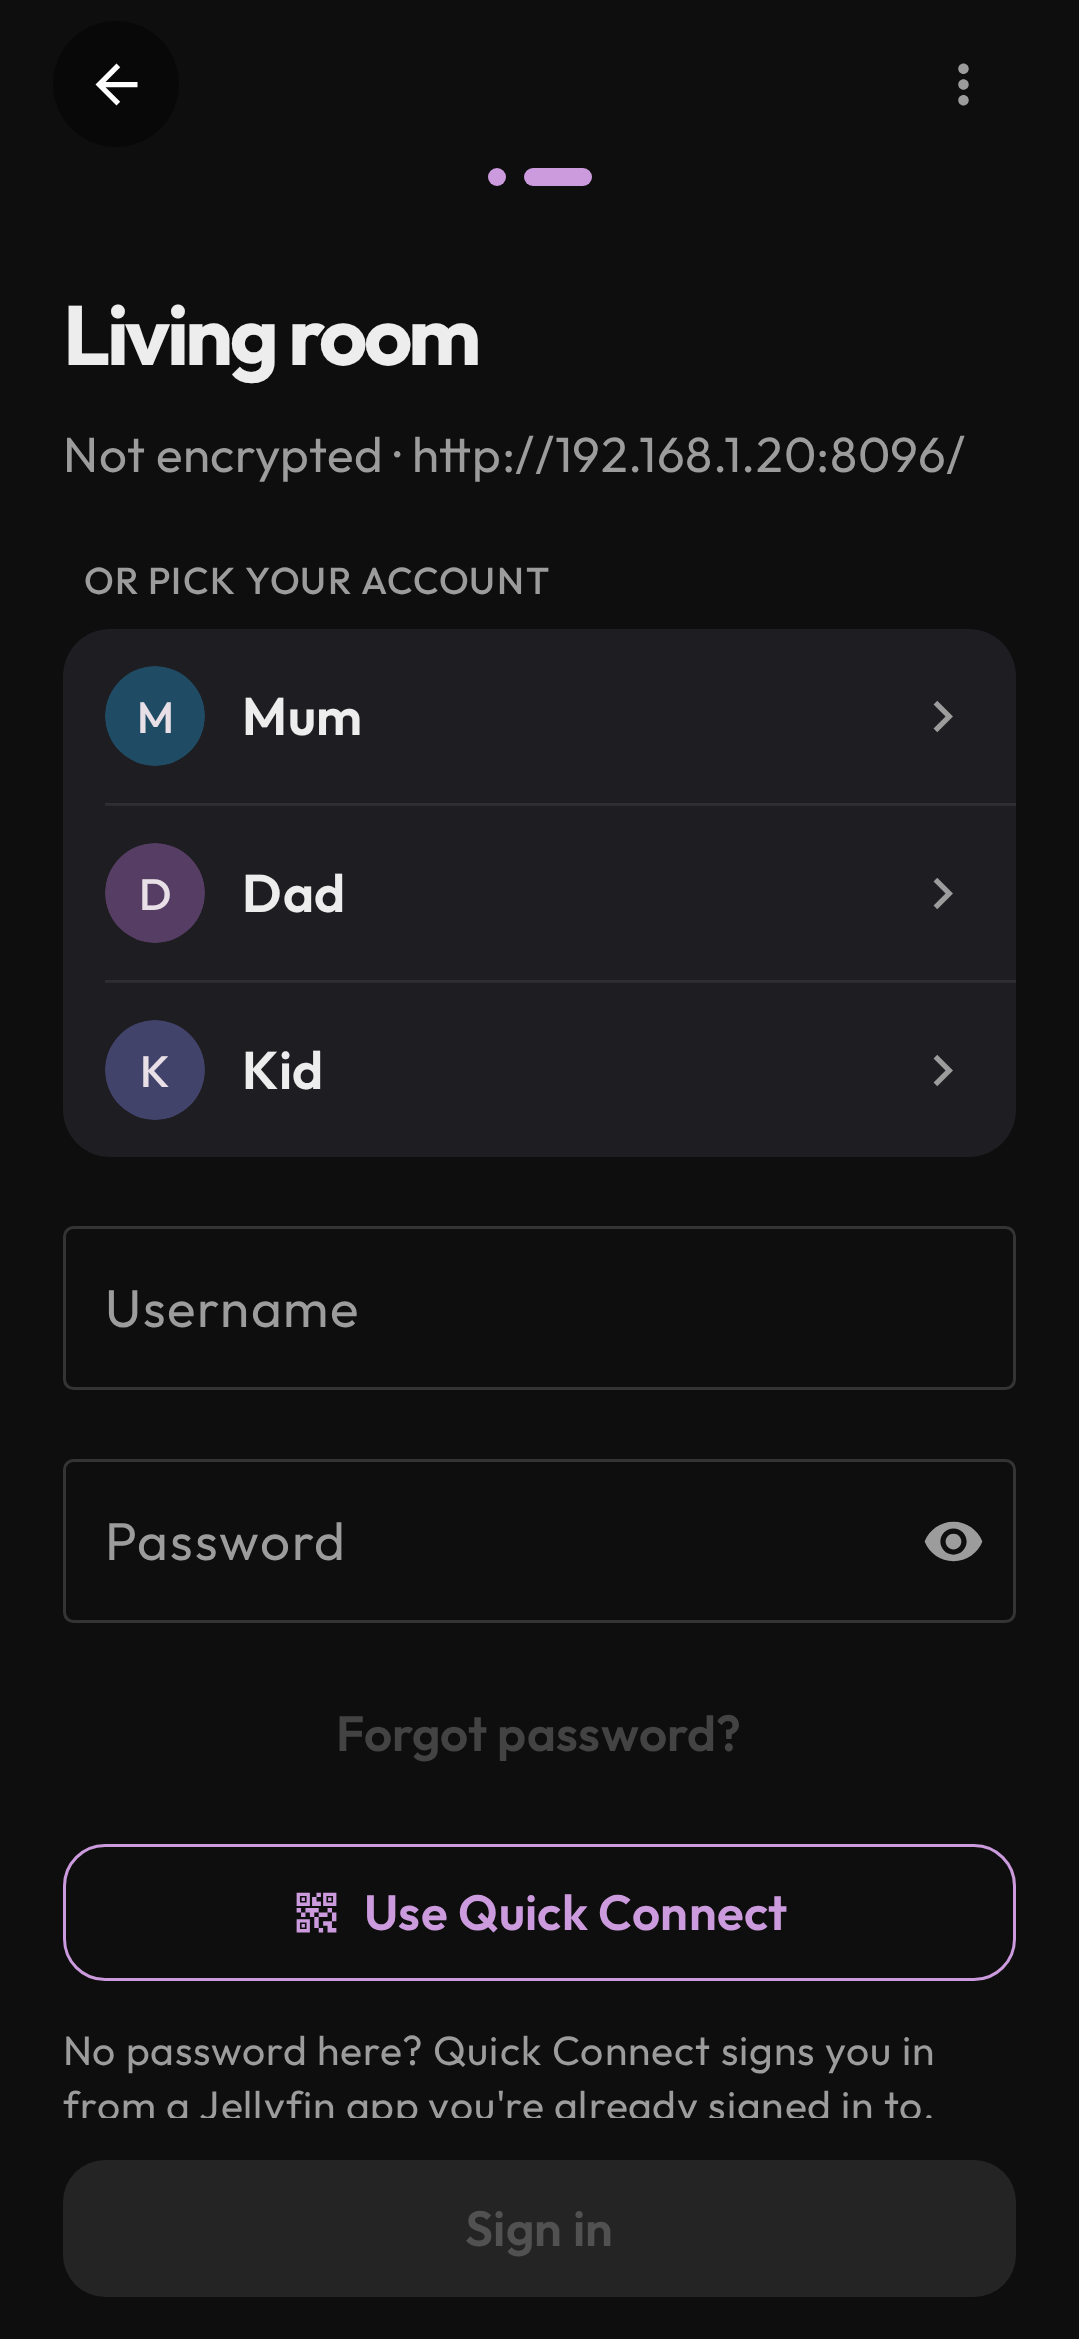 Living room
Not encrypted · http://192.168.1.20:8096/
OR PICK YOUR ACCOUNT
M Mum
D Dad
K Kid
Username
Password
Forgot password?
Use Quick Connect
No password here? Quick Connect signs you in
from a Jellyfin app you're already signed in to.
Sign in